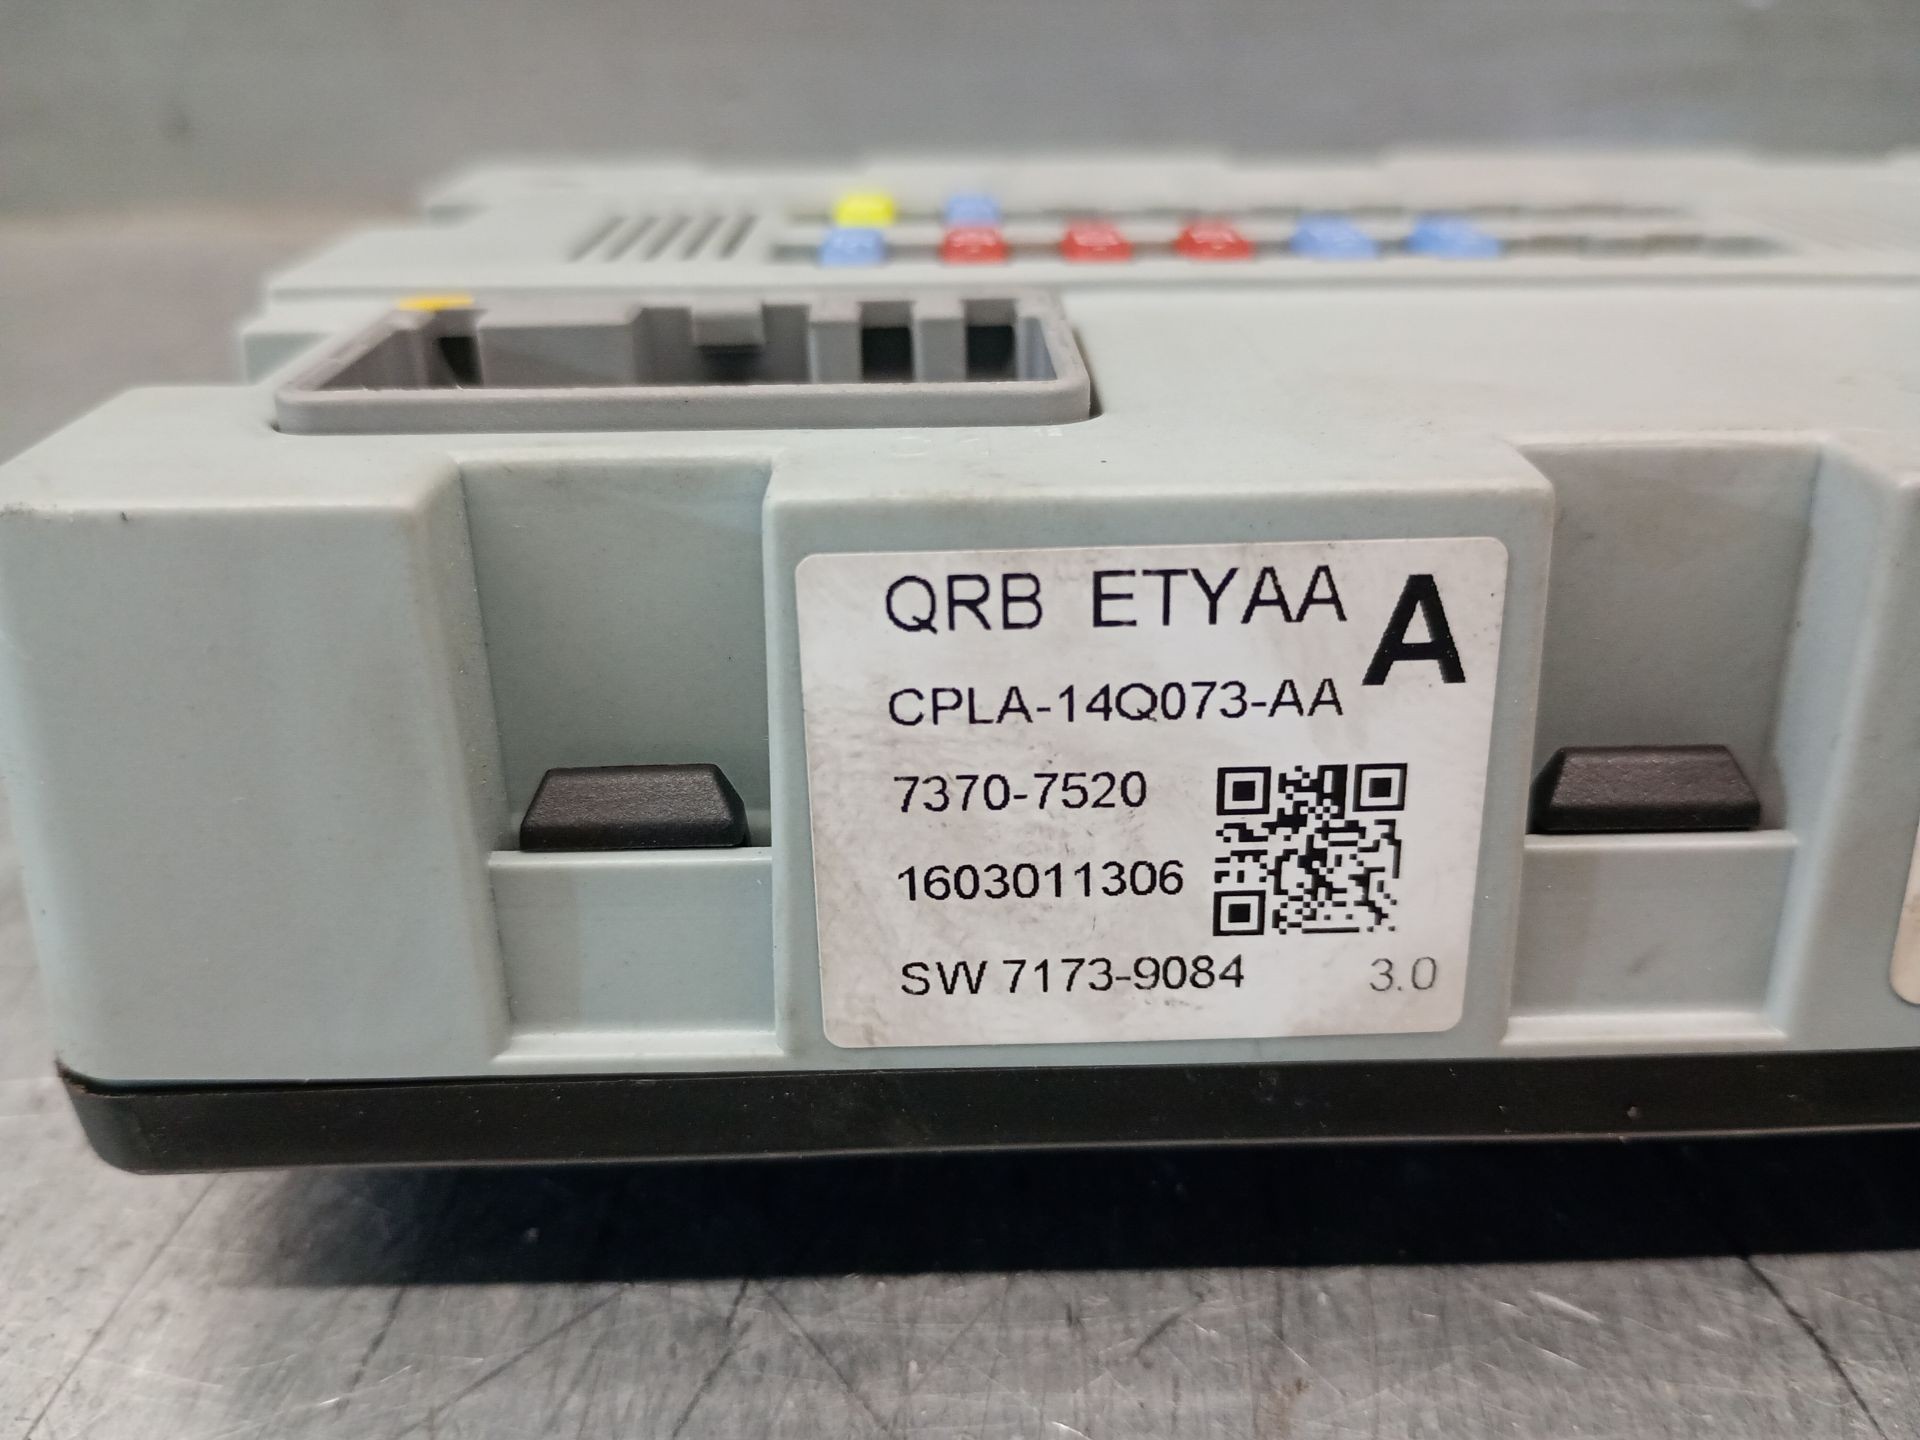 QRB ETYAA A
CPLA-14Q073-AA
7370-7520
1603011306
SW 7173-9084 3.0